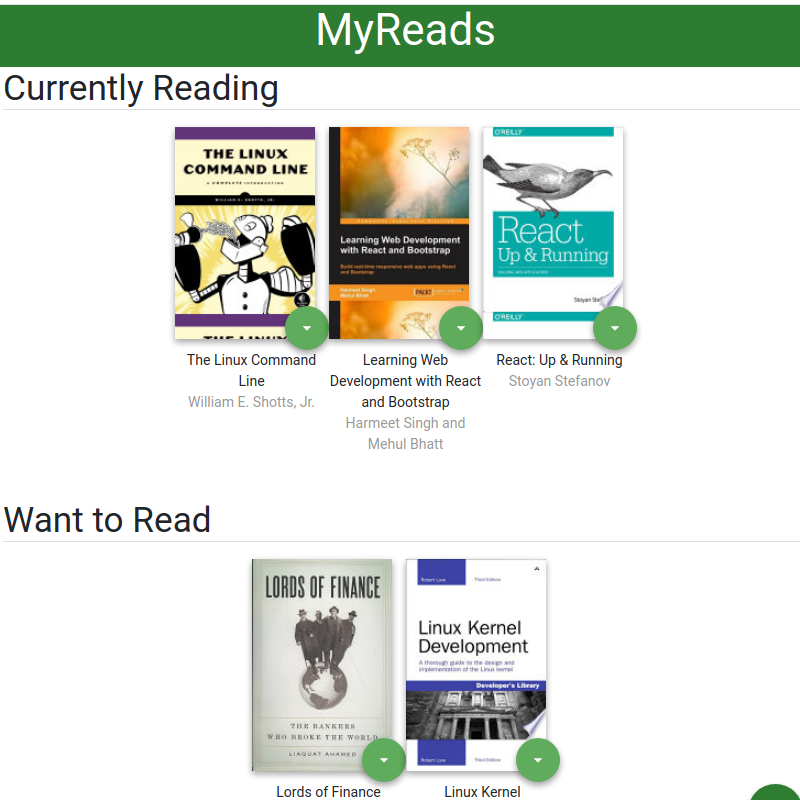 MyReads
Currently Reading
THE LINUX
COMMAND LINE
A COMPLETE INTRODUCTION
WILLIAM E. SHOTTS, JR.
THE LINUX
Learning Web Development
with React and Bootstrap
Build real-time responsive web apps using React
and Bootstrap
Harmeet Singh
Mehul Bhatt
PACKT
O'REILLY
React
Up & Running
Stoyan Stef
O'REILLY
The Linux Command
Line
William E. Shotts, Jr.
Learning Web
Development with React
and Bootstrap
Harmeet Singh and
Mehul Bhatt
React: Up & Running
Stoyan Stefanov
Want to Read
LORDS OF FINANCE
THE BANKERS
WHO BROKE THE WORLD
LIAQUAT AHAMED
Robert Love
Third Edition
Linux Kernel
Development
A thorough guide to the design and
implementation of the Linux kernel
Developer's Library
Robert Love
Third Edition
Lords of Finance
Linux Kernel